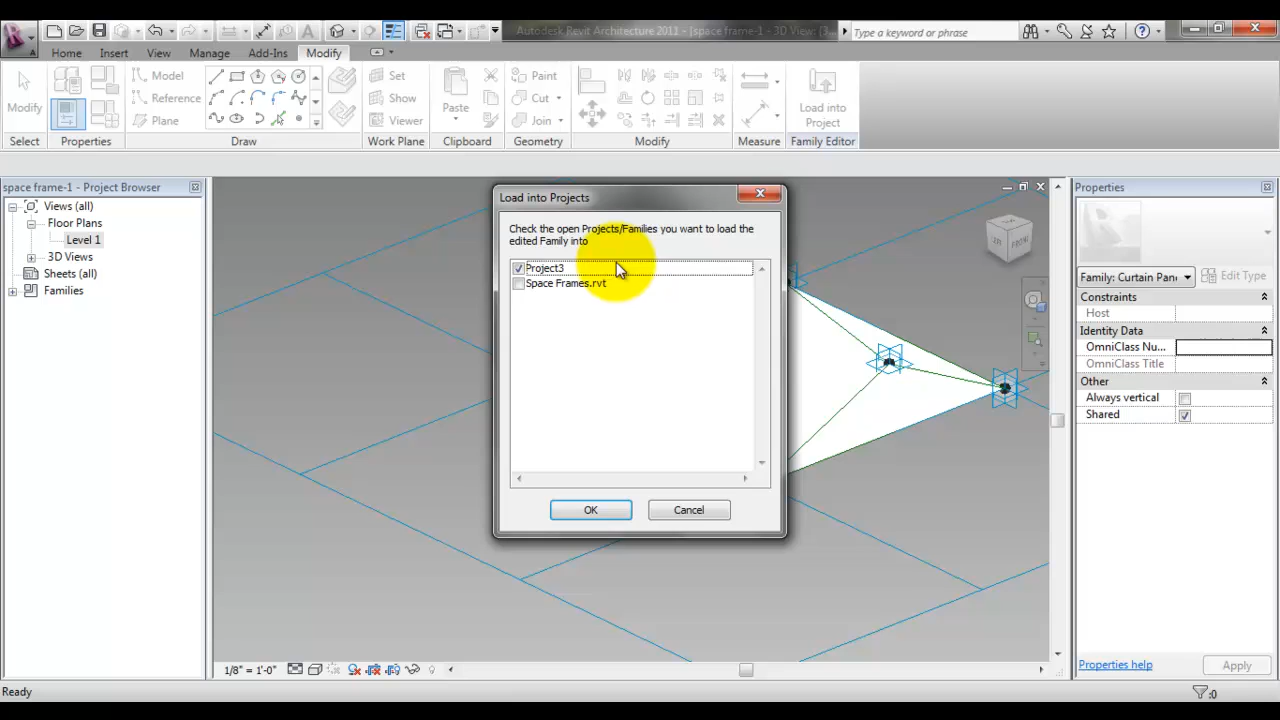 Autodesk Revit Architecture 2011 - [space frame-1 - 3D View: {3...
Type a keyword or phrase
Home Insert View Manage Add-Ins Modify
Modify
Model
Reference
Plane
Set
Show
Viewer
Paste
Paint
Cut
Join
Load into
Project
Select Properties Draw Work Plane Clipboard Geometry Modify Measure Family Editor
space frame-1 - Project Browser
Views (all)
Floor Plans
Level 1
3D Views
Sheets (all)
Families
Load into Projects
Check the open Projects/Families you want to load the
edited Family into
Project3
Space Frames.rvt
OK Cancel
FRONT
Properties
Family: Curtain Pan
Edit Type
Constraints
Host
Identity Data
OmniClass Nu...
OmniClass Title
Other
Always vertical
Shared
Properties help Apply
1/8" = 1'-0"
Ready
:0